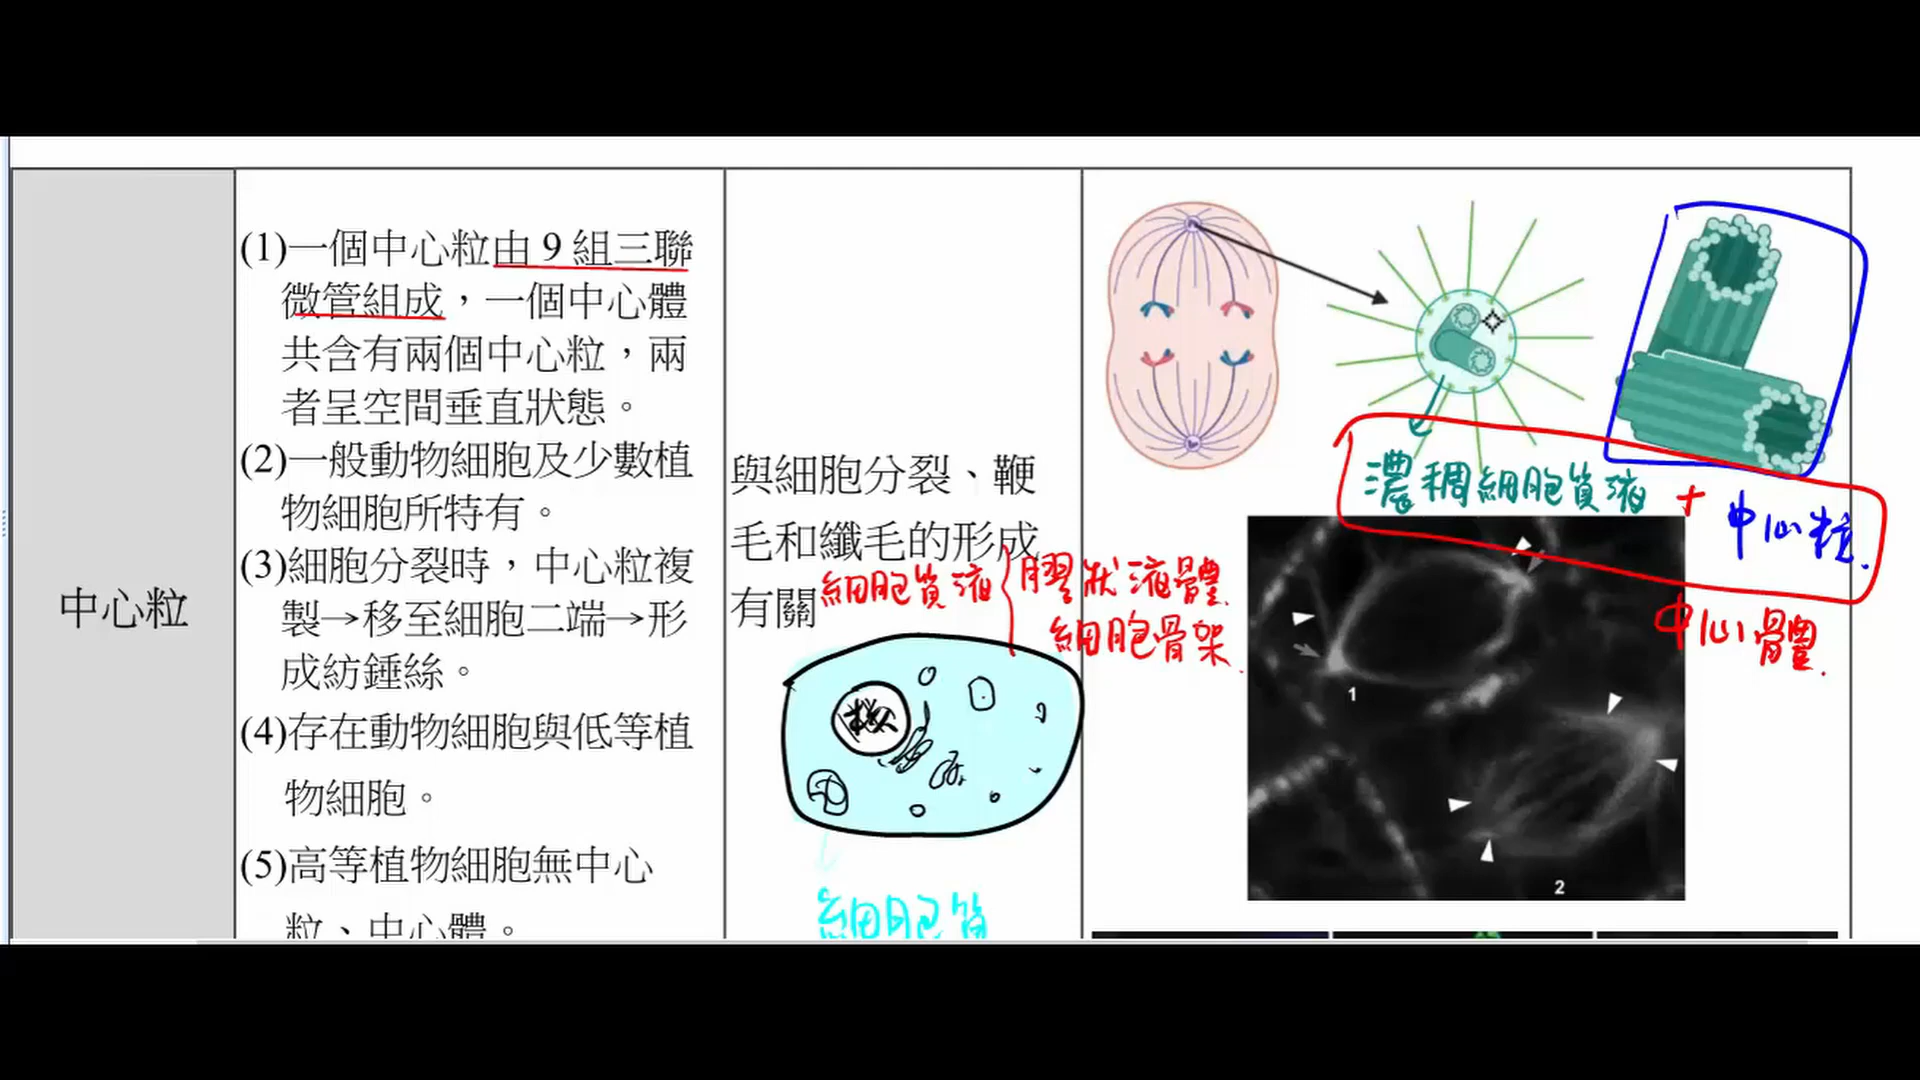 中心粒
(1)一個中心粒由 9 組三聯
微管組成，一個中心體
共含有兩個中心粒，兩
者呈空間垂直狀態。
(2)一般動物細胞及少數植
物細胞所特有。
(3)細胞分裂時，中心粒複
製→移至細胞二端→形
成紡錘絲。
(4)存在動物細胞與低等植
物細胞。
(5)高等植物細胞無中心
粒、中心體。
與細胞分裂、鞭
毛和纖毛的形成
有關
細胞質液
膠狀液體
細胞骨架.
核
細胞質
濃稠細胞質液 + 中心粒.
中心體.
1
2